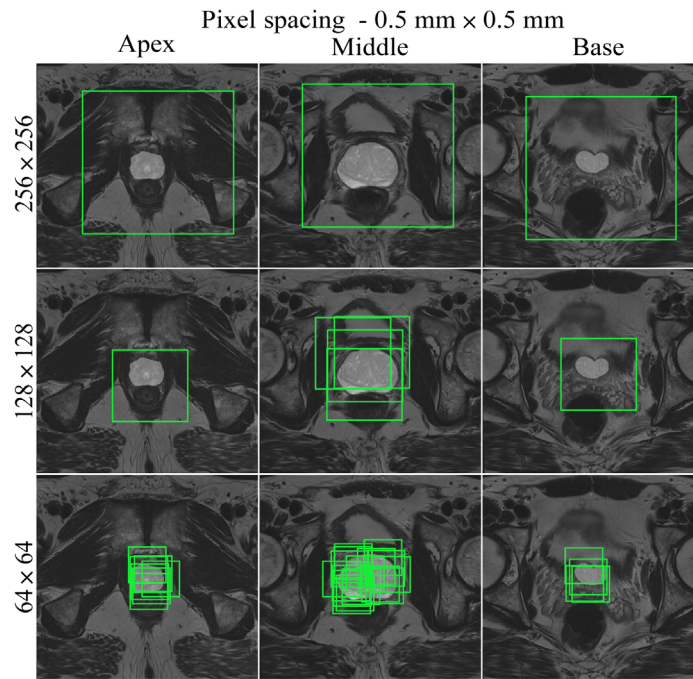 Pixel spacing - 0.5 mm × 0.5 mm
Apex Middle Base
256 × 256
128 × 128
64 × 64